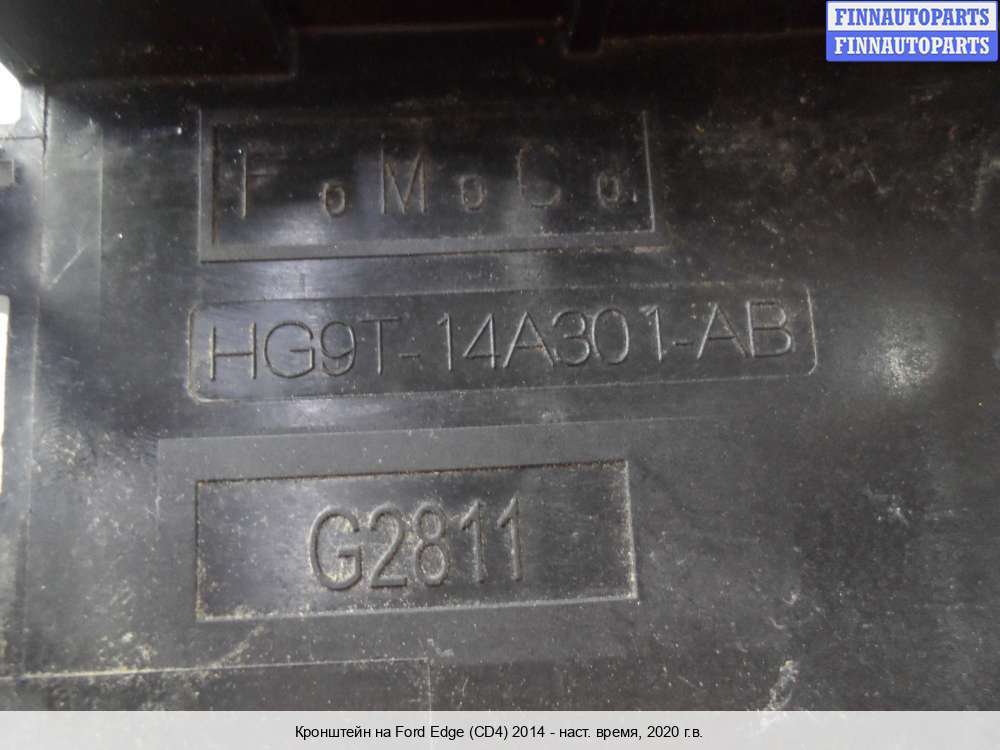 FINNAUTOPARTS
FINNAUTOPARTS
F o M o C o
HG9T-14A301-AB
G2811
Кронштейн на Ford Edge (CD4) 2014 - наст. время, 2020 г.в.